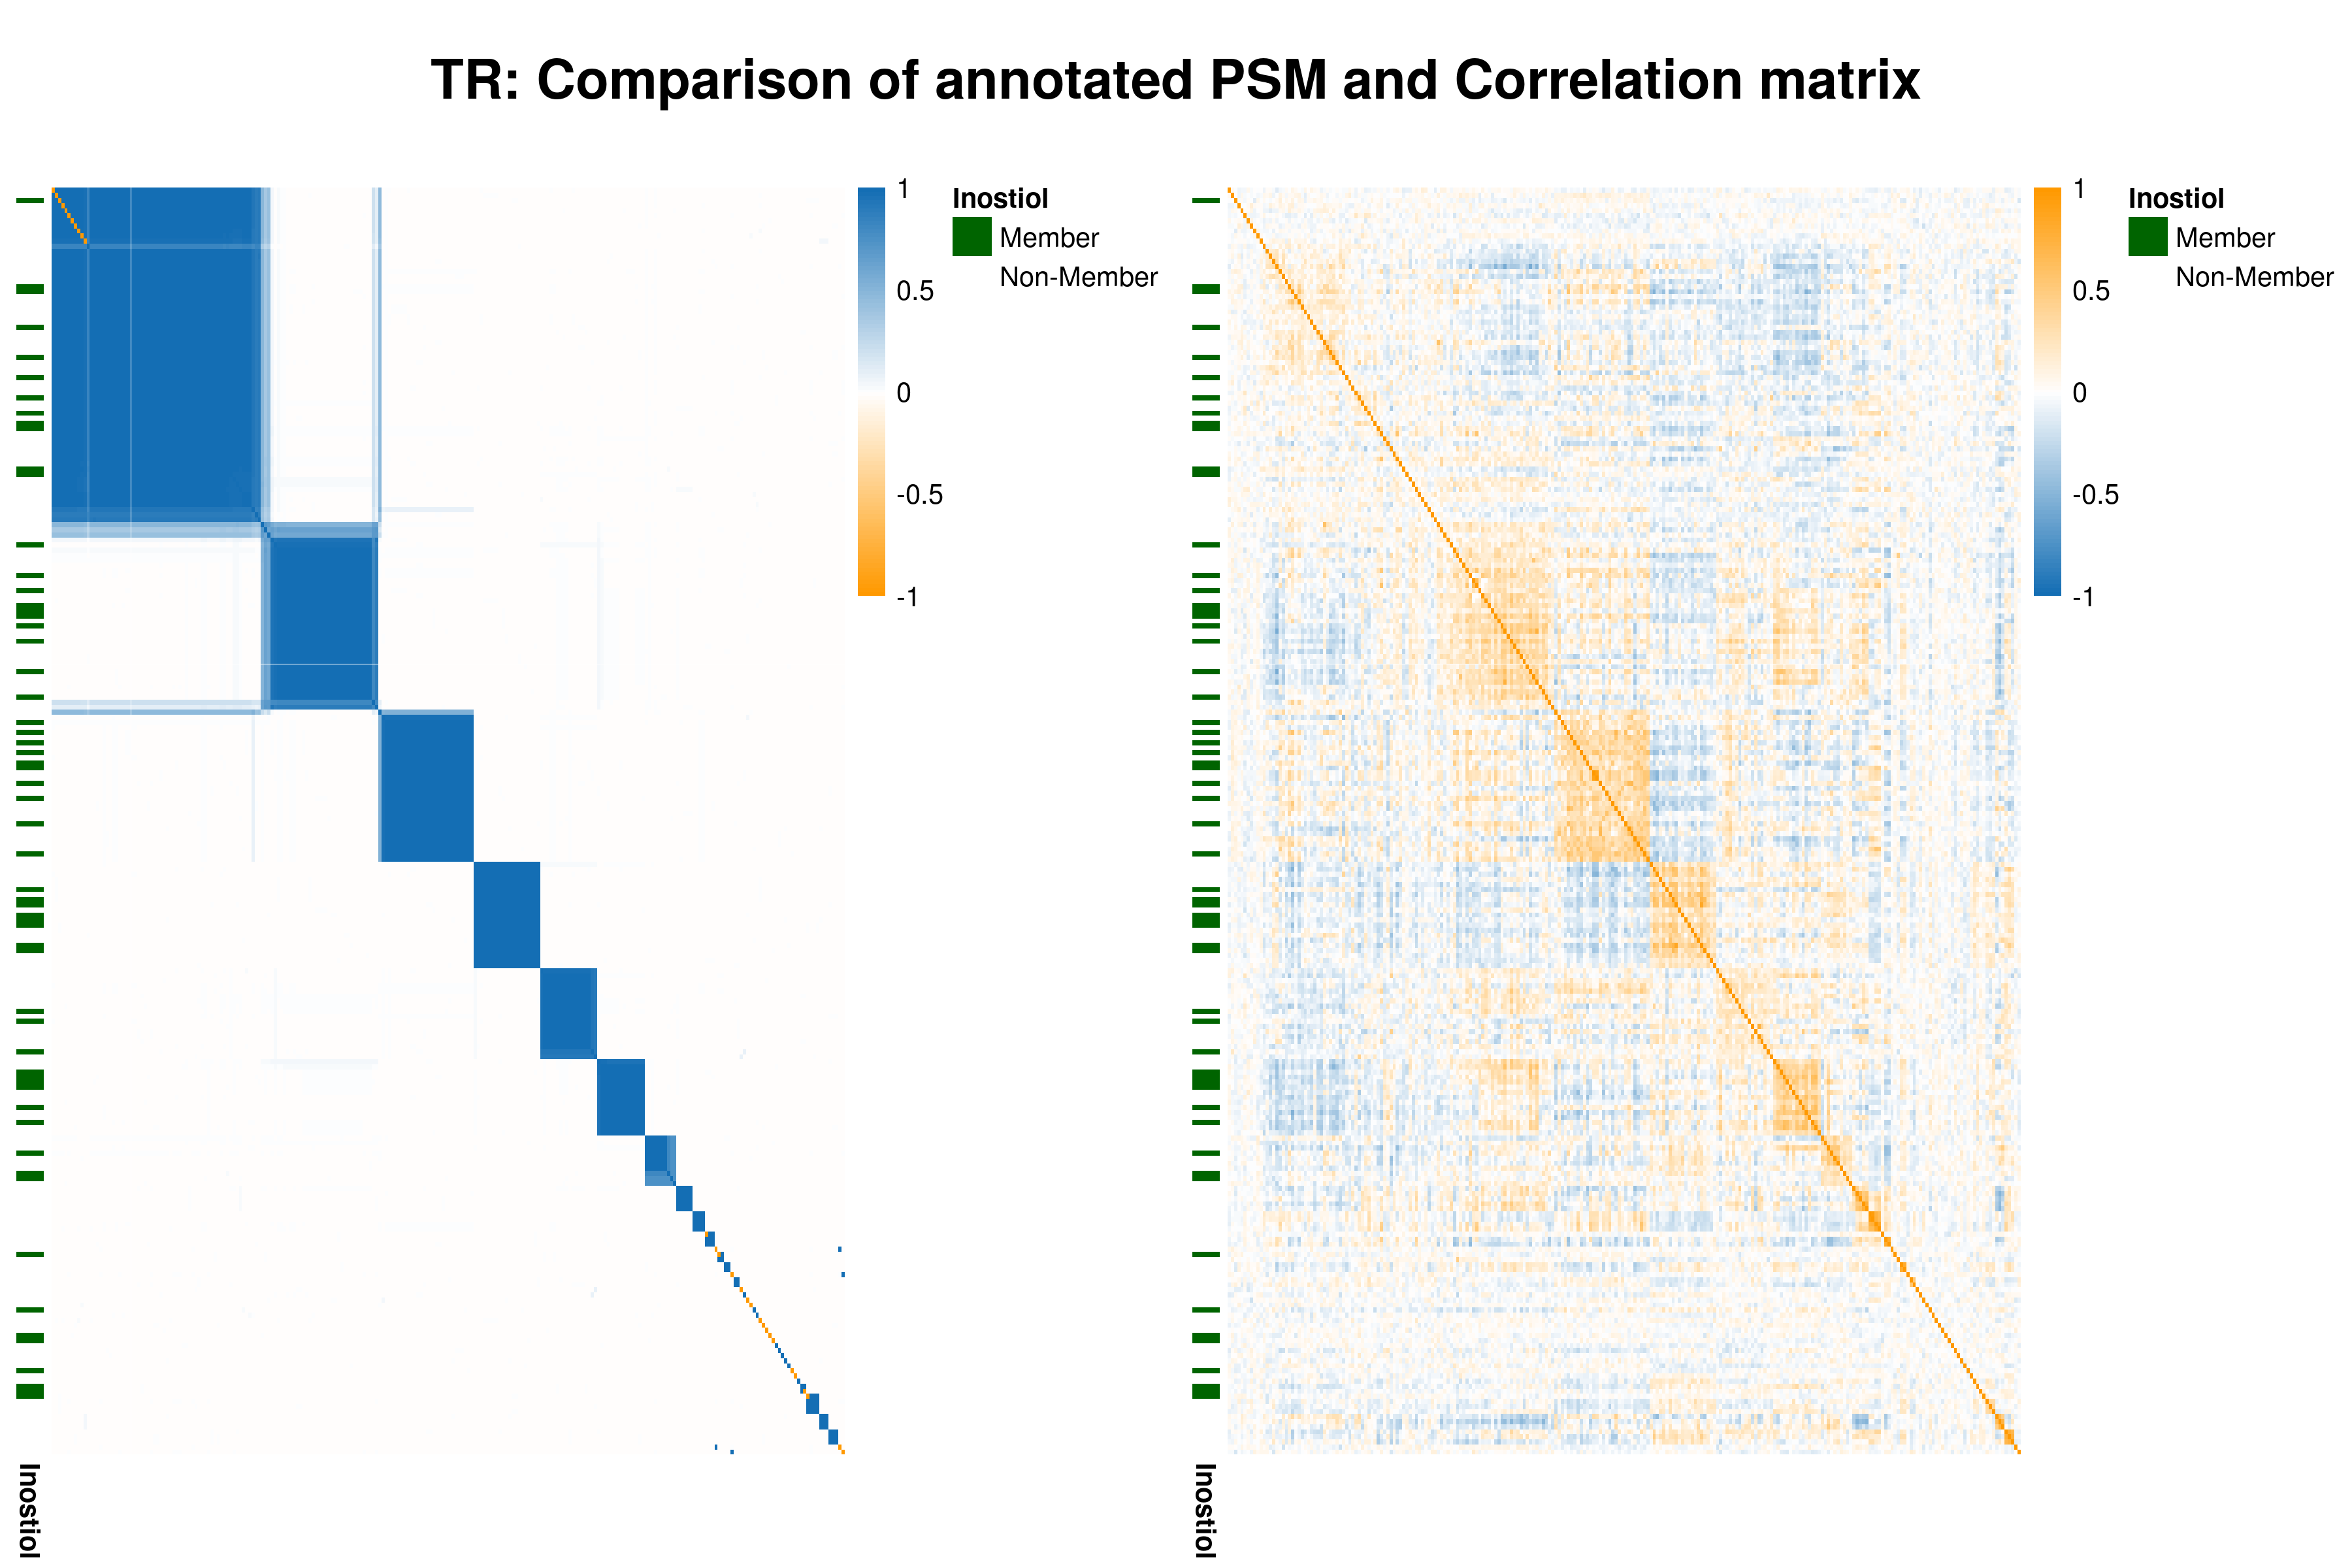 TR: Comparison of annotated PSM and Correlation matrix
1
0.5
0
-0.5
-1
Inostiol
Member
Non-Member
Inostiol
1
0.5
0
-0.5
-1
Inostiol
Member
Non-Member
Inostiol